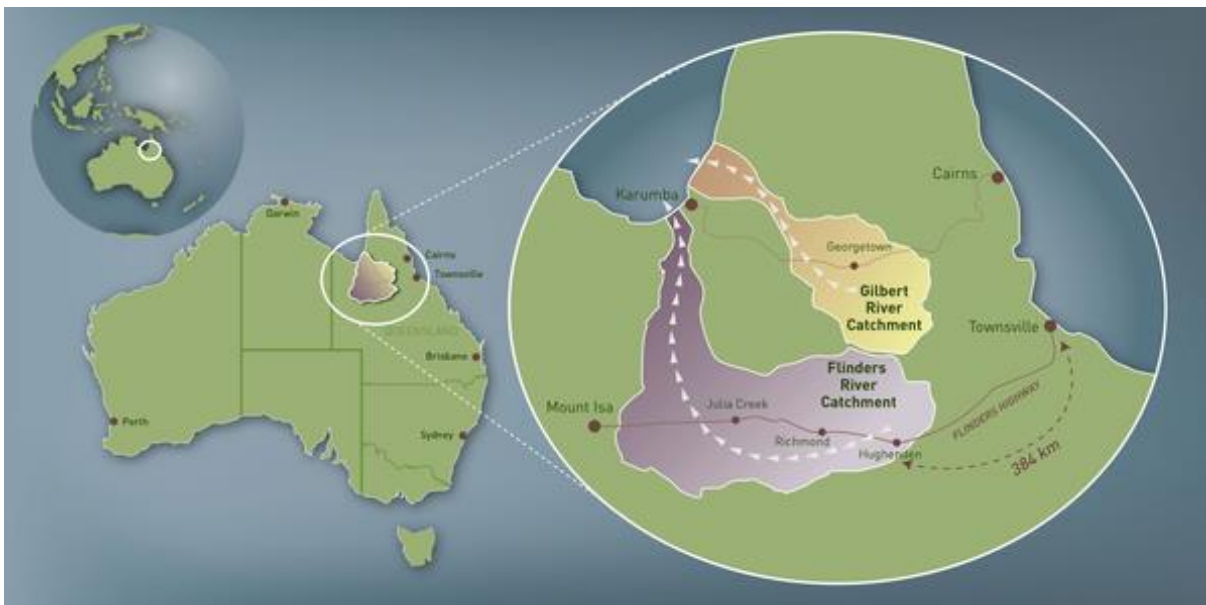 Darwin
Cairns
Townsville
QUEENSLAND
Brisbane
Perth
Sydney
Karumba
Cairns
Georgetown
Gilbert
River
Catchment
Townsville
Flinders
River
Catchment
Mount Isa
Julia Creek
Richmond
Hughenden
FLINDERS HIGHWAY
384 km